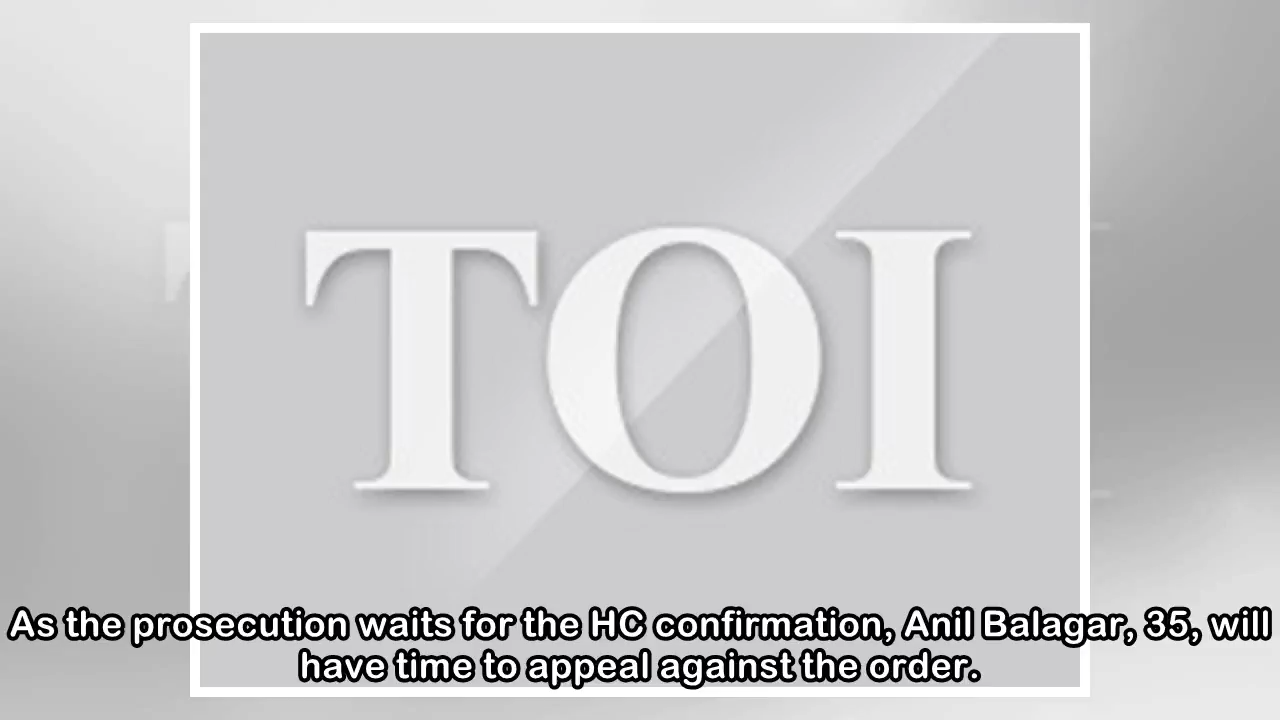 TOI
As the prosecution waits for the HC confirmation, Anil Balagar, 35, will
have time to appeal against the order.